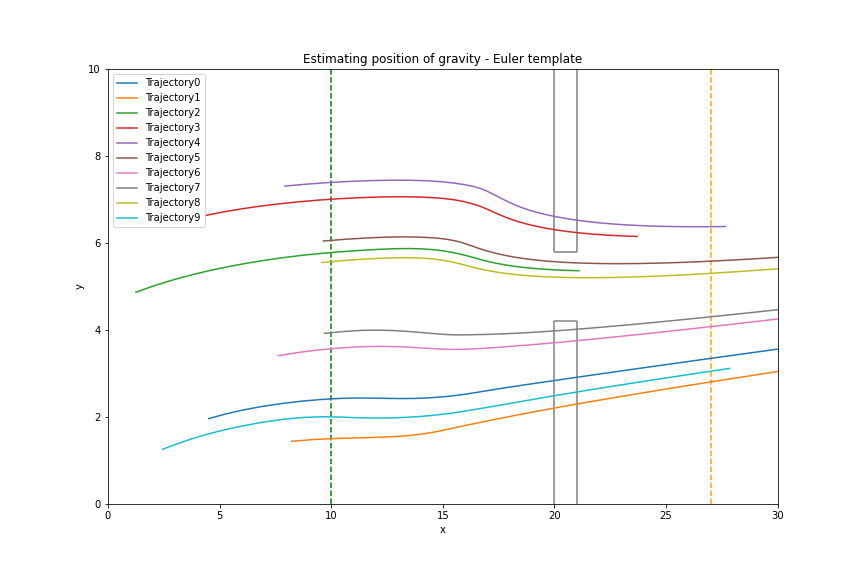 Estimating position of gravity - Euler template
10
8
6
4
2
0
y
Trajectory0
Trajectory1
Trajectory2
Trajectory3
Trajectory4
Trajectory5
Trajectory6
Trajectory7
Trajectory8
Trajectory9
0 5 10 15 20 25 30
x